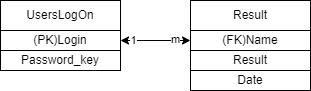 UsersLogOn
(PK)Login
Password_key
1
m
Result
(FK)Name
Result
Date